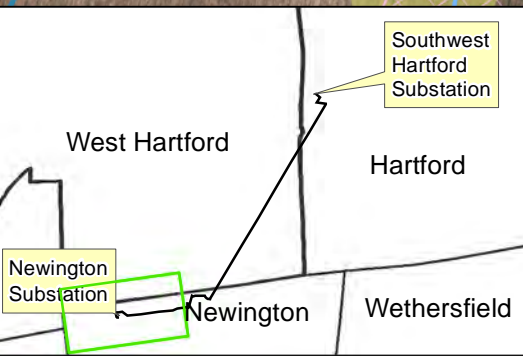 Southwest
Hartford
Substation
West Hartford
Hartford
Newington
Substation
Newington
Wethersfield